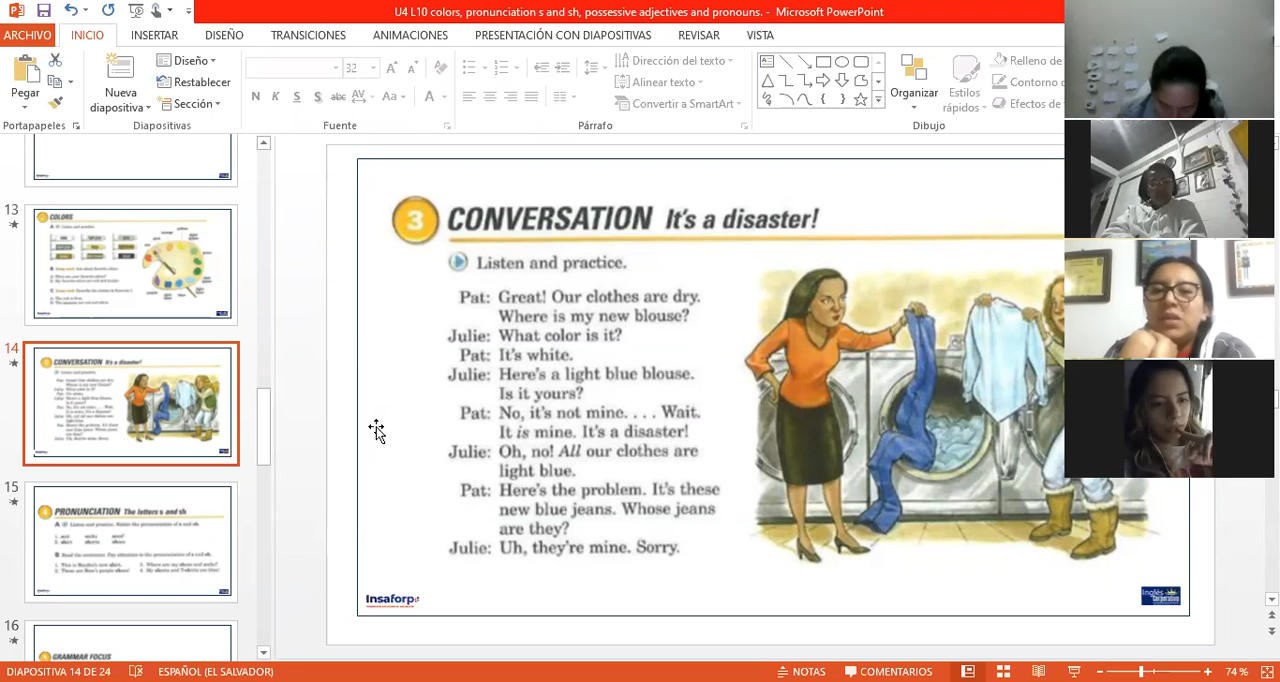 U4 L10 colors, pronunciation s and sh, possessive adjectives and pronouns. - Microsoft PowerPoint
ARCHIVO INICIO INSERTAR DISEÑO TRANSICIONES ANIMACIONES PRESENTACIÓN CON DIAPOSITIVAS REVISAR VISTA
Pegar
Nueva
diapositiva
Diseño
Restablecer
Sección
32
N K S S abc AV Aa A
Dirección del texto
Alinear texto
Convertir a SmartArt
Organizar
Estilos
rápidos
Relleno de
Contorno
Efectos de
Portapapeles Diapositivas Fuente Párrafo Dibujo
13
COLORS
14
CONVERSATION It's a disaster!
15
PRONUNCIATION The letters s and sh
16
GRAMMAR FOCUS
3 CONVERSATION It's a disaster!
Listen and practice.
Pat: Great! Our clothes are dry.
Where is my new blouse?
Julie: What color is it?
Pat: It's white.
Julie: Here's a light blue blouse.
Is it yours?
Pat: No, it's not mine. . . . Wait.
It is mine. It's a disaster!
Julie: Oh, no! All our clothes are
light blue.
Pat: Here's the problem. It's these
new blue jeans. Whose jeans
are they?
Julie: Uh, they're mine. Sorry.
Insaforp
Inglés
Corporativo
DIAPOSITIVA 14 DE 24 ESPAÑOL (EL SALVADOR) NOTAS COMENTARIOS 74 %